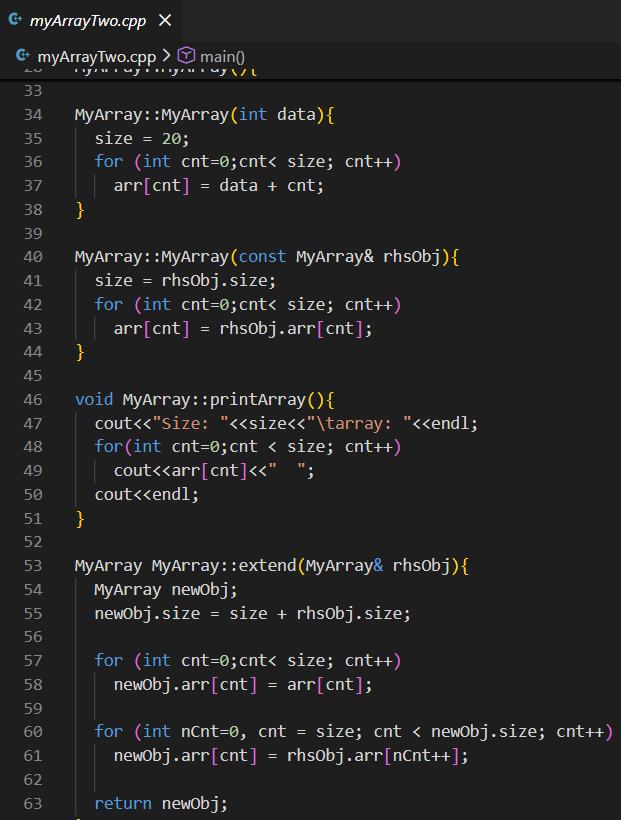 myArrayTwo.cpp
myArrayTwo.cpp > main()
28 MyArray::MyArray(){
33
34 MyArray::MyArray(int data){
35 size = 20;
36 for (int cnt=0;cnt< size; cnt++)
37 arr[cnt] = data + cnt;
38 }
39
40 MyArray::MyArray(const MyArray& rhsObj){
41 size = rhsObj.size;
42 for (int cnt=0;cnt< size; cnt++)
43 arr[cnt] = rhsObj.arr[cnt];
44 }
45
46 void MyArray::printArray(){
47 cout<<"Size: "<<size<<"\tarray: "<<endl;
48 for(int cnt=0;cnt < size; cnt++)
49 cout<<arr[cnt]<<"  ";
50 cout<<endl;
51 }
52
53 MyArray MyArray::extend(MyArray& rhsObj){
54 MyArray newObj;
55 newObj.size = size + rhsObj.size;
56
57 for (int cnt=0;cnt< size; cnt++)
58 newObj.arr[cnt] = arr[cnt];
59
60 for (int nCnt=0, cnt = size; cnt < newObj.size; cnt++)
61 newObj.arr[cnt] = rhsObj.arr[nCnt++];
62
63 return newObj;